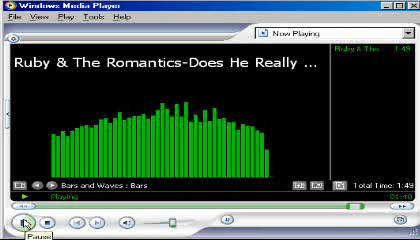 Windows Media Player
File View Play Tools Help
Now Playing
Ruby & The Romantics-Does He Really ...
Ruby & The 1:49
Bars and Waves : Bars
Total Time: 1:49
Playing
01:40
Pause